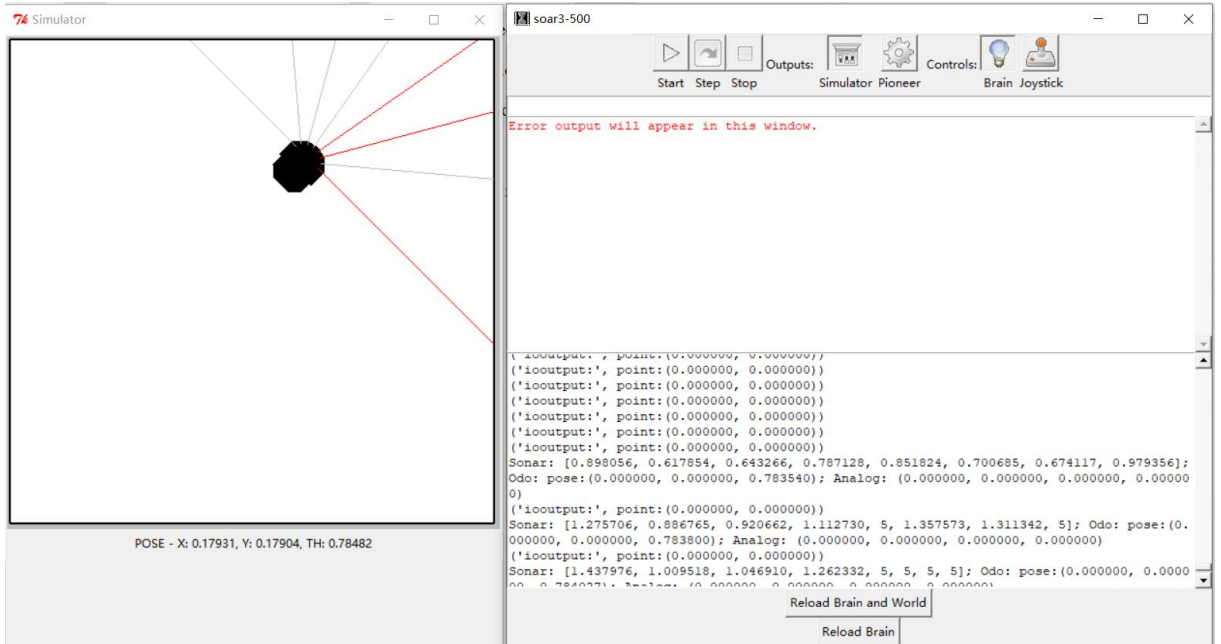 Simulator
POSE - X: 0.17931, Y: 0.17904, TH: 0.78482
soar3-500
Start Step Stop Outputs: Simulator Pioneer Controls: Brain Joystick
Error output will appear in this window.
('iooutput:', point:(0.000000, 0.000000))
('iooutput:', point:(0.000000, 0.000000))
('iooutput:', point:(0.000000, 0.000000))
('iooutput:', point:(0.000000, 0.000000))
('iooutput:', point:(0.000000, 0.000000))
('iooutput:', point:(0.000000, 0.000000))
('iooutput:', point:(0.000000, 0.000000))
Sonar: [0.898056, 0.617854, 0.643266, 0.787128, 0.851824, 0.700685, 0.674117, 0.979356];
Odo: pose:(0.000000, 0.000000, 0.783540); Analog: (0.000000, 0.000000, 0.000000, 0.00000
0)
('iooutput:', point:(0.000000, 0.000000))
Sonar: [1.275706, 0.886765, 0.920662, 1.112730, 5, 1.357573, 1.311342, 5]; Odo: pose:(0.
000000, 0.000000, 0.783800); Analog: (0.000000, 0.000000, 0.000000, 0.000000)
('iooutput:', point:(0.000000, 0.000000))
Sonar: [1.437976, 1.009518, 1.046910, 1.262332, 5, 5, 5, 5]; Odo: pose:(0.000000, 0.0000
Reload Brain and World
Reload Brain